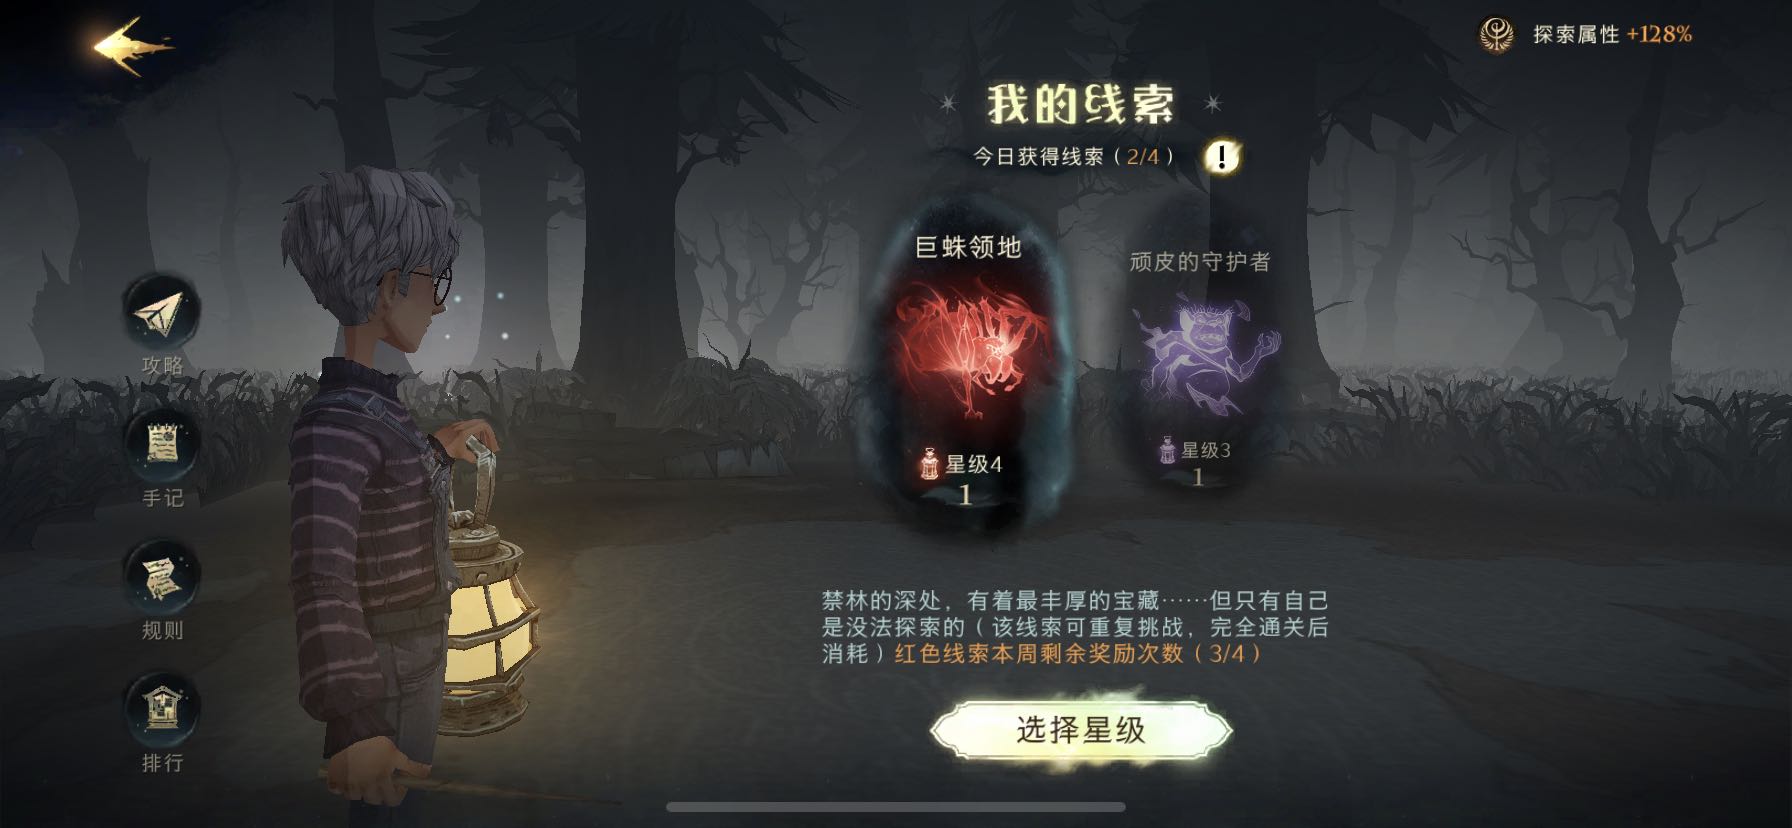 探索属性 +128%
我的线索
今日获得线索（2/4）
!
巨蛛领地
星级4
1
顽皮的守护者
星级3
1
攻略
手记
规则
排行
禁林的深处，有着最丰厚的宝藏……但只有自己
是没法探索的（该线索可重复挑战，完全通关后
消耗）红色线索本周剩余奖励次数（3/4）
选择星级